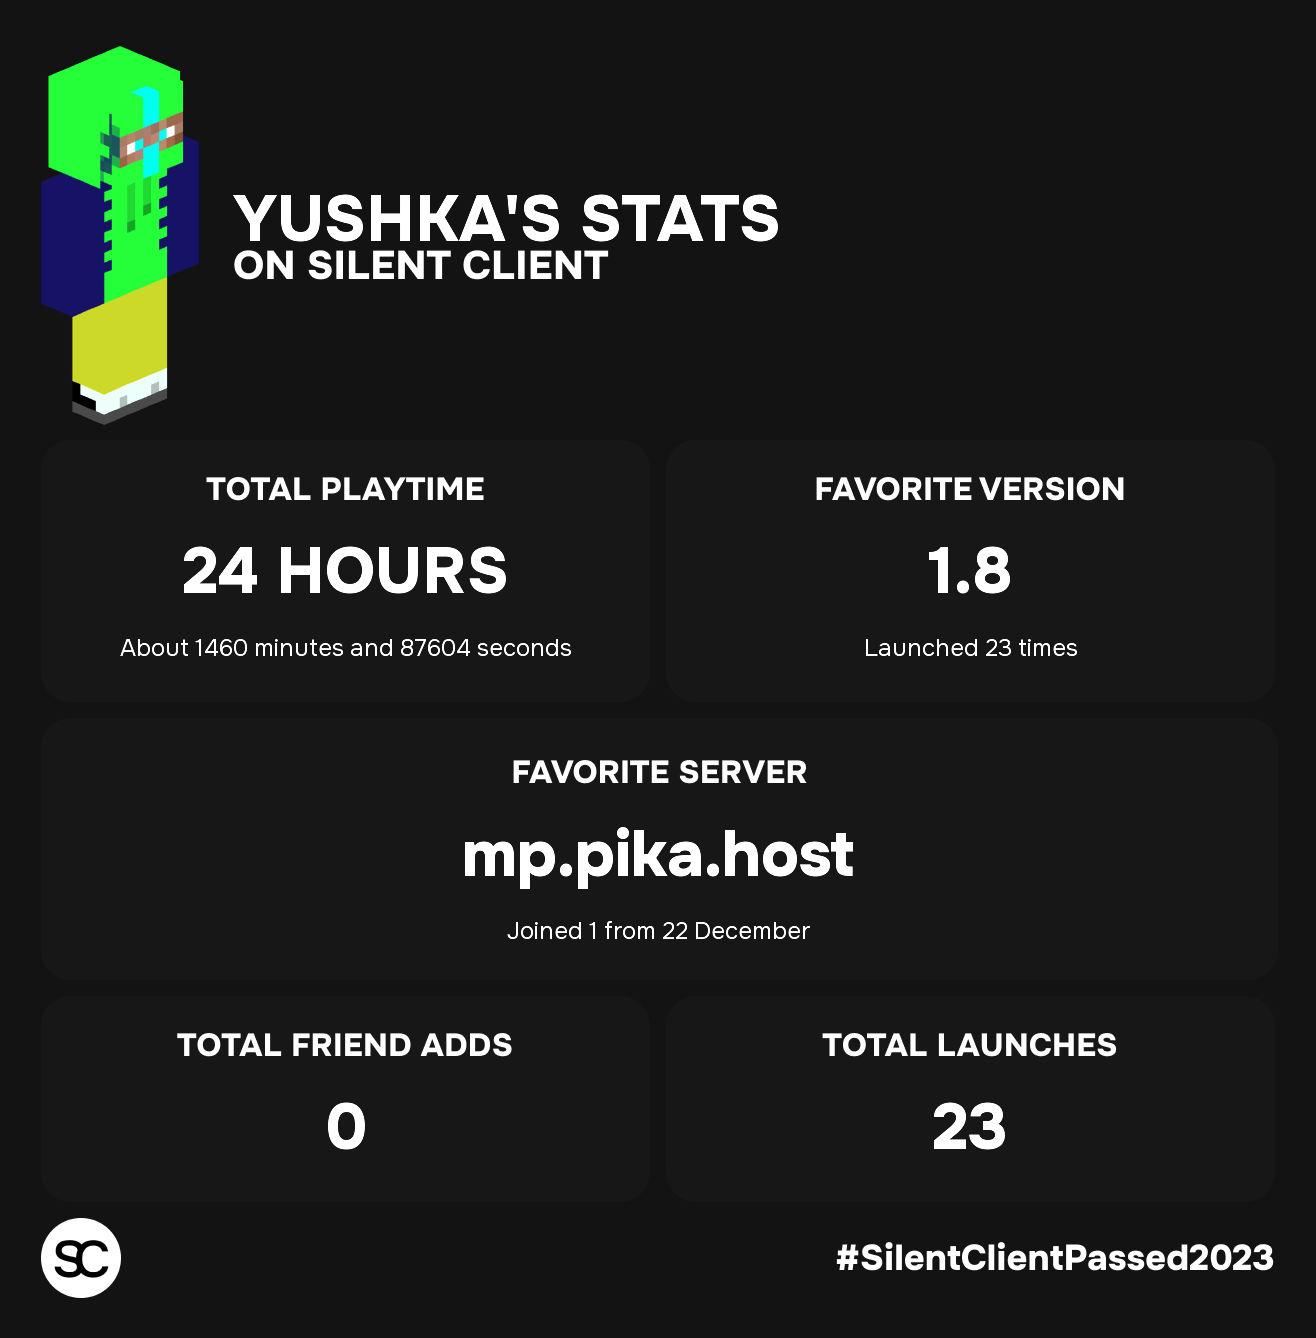 YUSHKA'S STATS
ON SILENT CLIENT
TOTAL PLAYTIME
24 HOURS
About 1460 minutes and 87604 seconds
FAVORITE VERSION
1.8
Launched 23 times
FAVORITE SERVER
mp.pika.host
Joined 1 from 22 December
TOTAL FRIEND ADDS
0
TOTAL LAUNCHES
23
SC
#SilentClientPassed2023